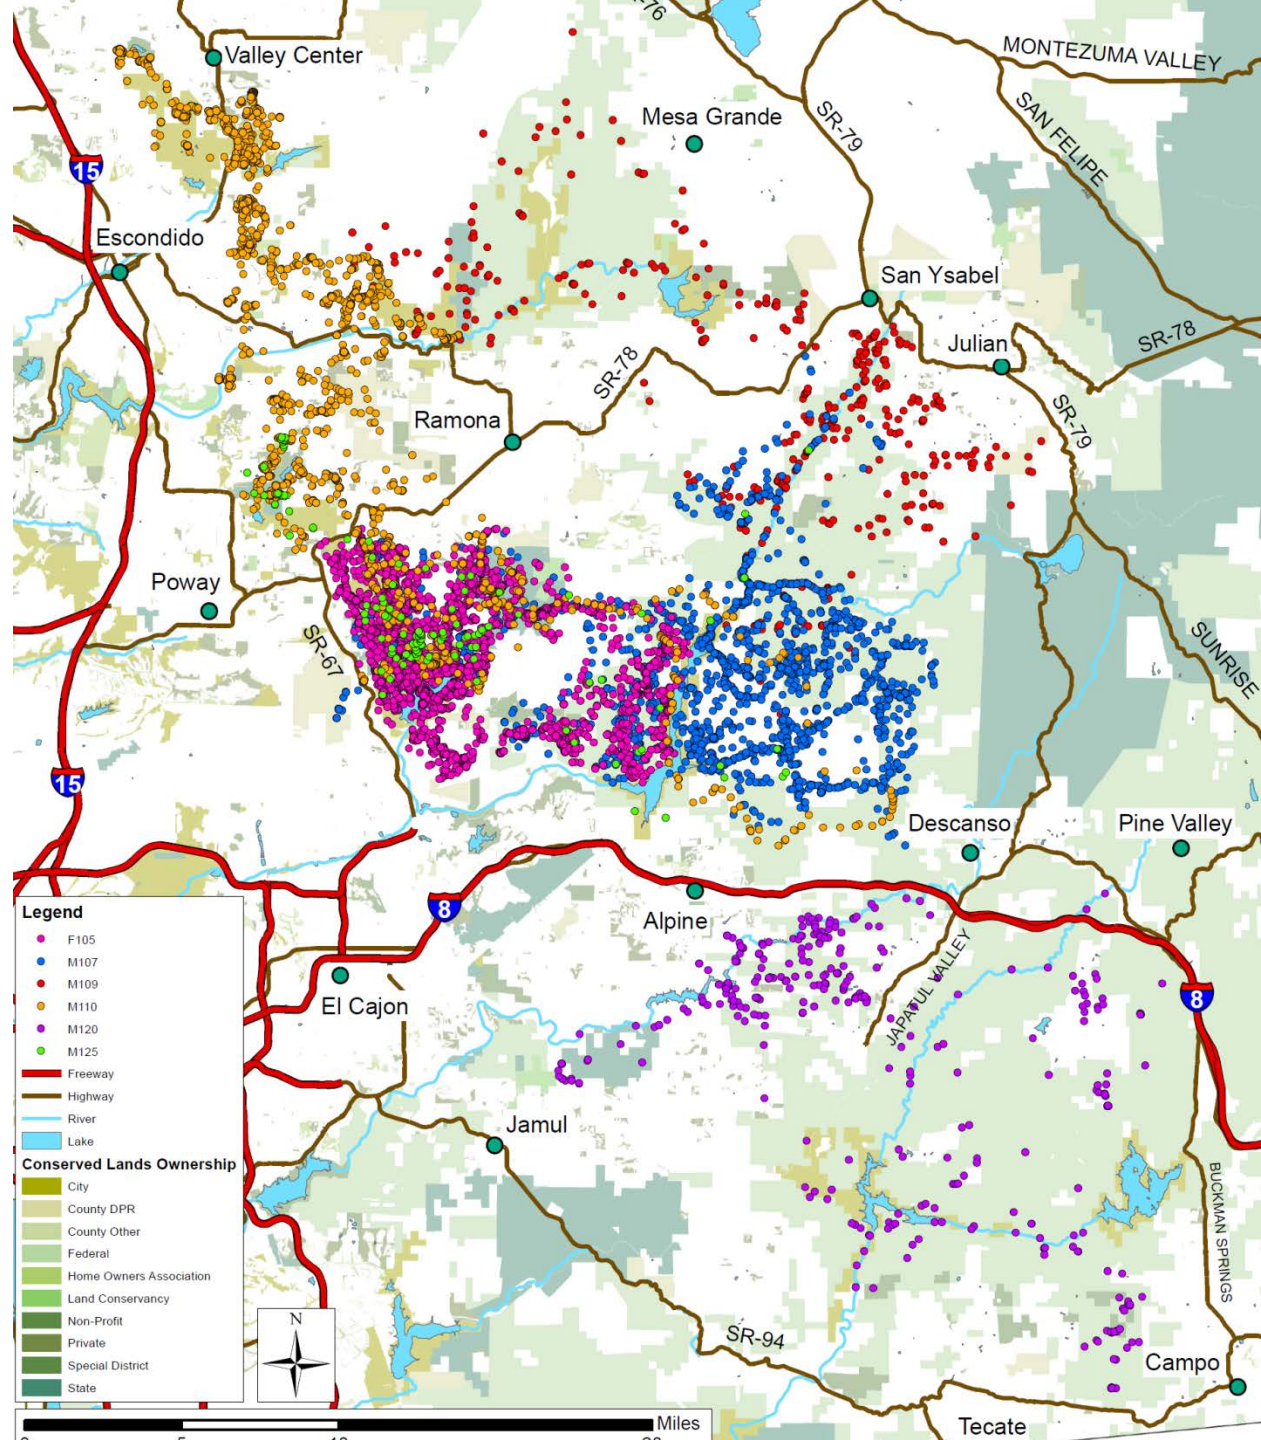 -76
MONTEZUMA VALLEY
Valley Center
Mesa Grande
SR-79
SAN FELIPE
15
Escondido
San Ysabel
Julian
SR-78
SR-78
SR-79
Ramona
Poway
SR-67
SUNRISE
15
Descanso
Pine Valley
8
Alpine
JAPATUL VALLEY
El Cajon
8
Jamul
BUCKMAN SPRINGS
SR-94
Campo
Tecate
Legend
F105
M107
M109
M110
M120
M125
Freeway
Highway
River
Lake
Conserved Lands Ownership
City
County DPR
County Other
Federal
Home Owners Association
Land Conservancy
Non-Profit
Private
Special District
State
N
Miles